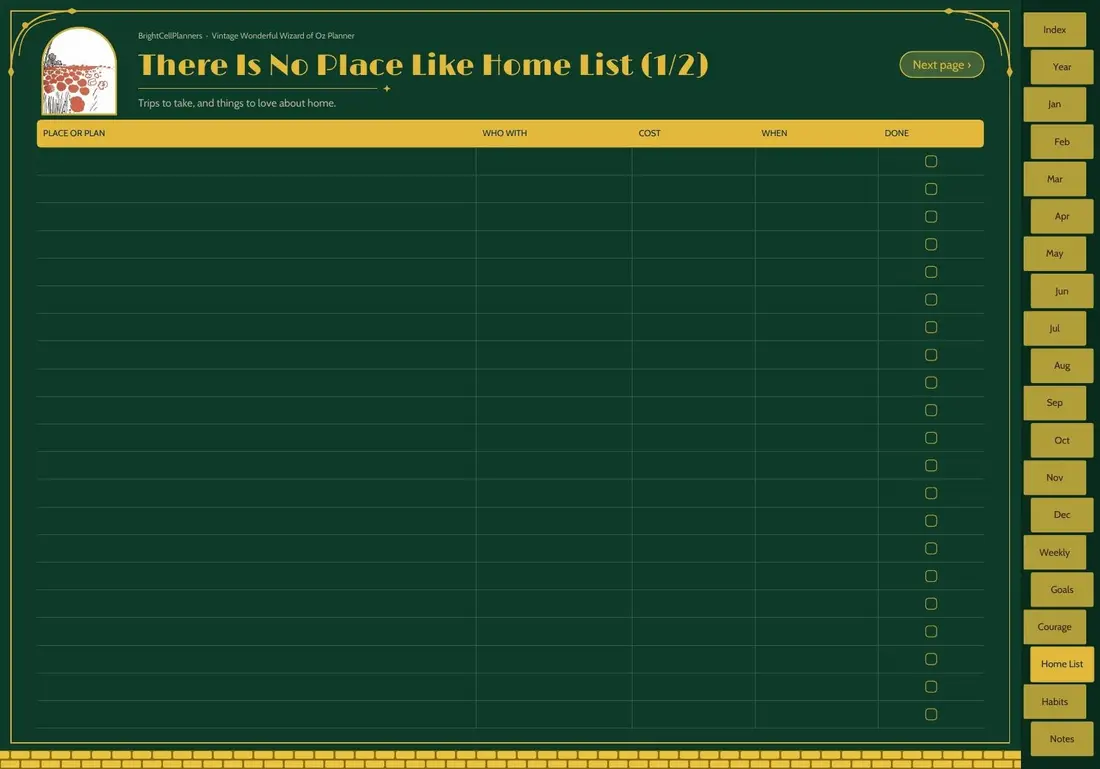 BrightCellPlanners · Vintage Wonderful Wizard of Oz Planner
There Is No Place Like Home List (1/2)
Next page ›
Trips to take, and things to love about home.
PLACE OR PLAN WHO WITH COST WHEN DONE
Index
Year
Jan
Feb
Mar
Apr
May
Jun
Jul
Aug
Sep
Oct
Nov
Dec
Weekly
Goals
Courage
Home List
Habits
Notes